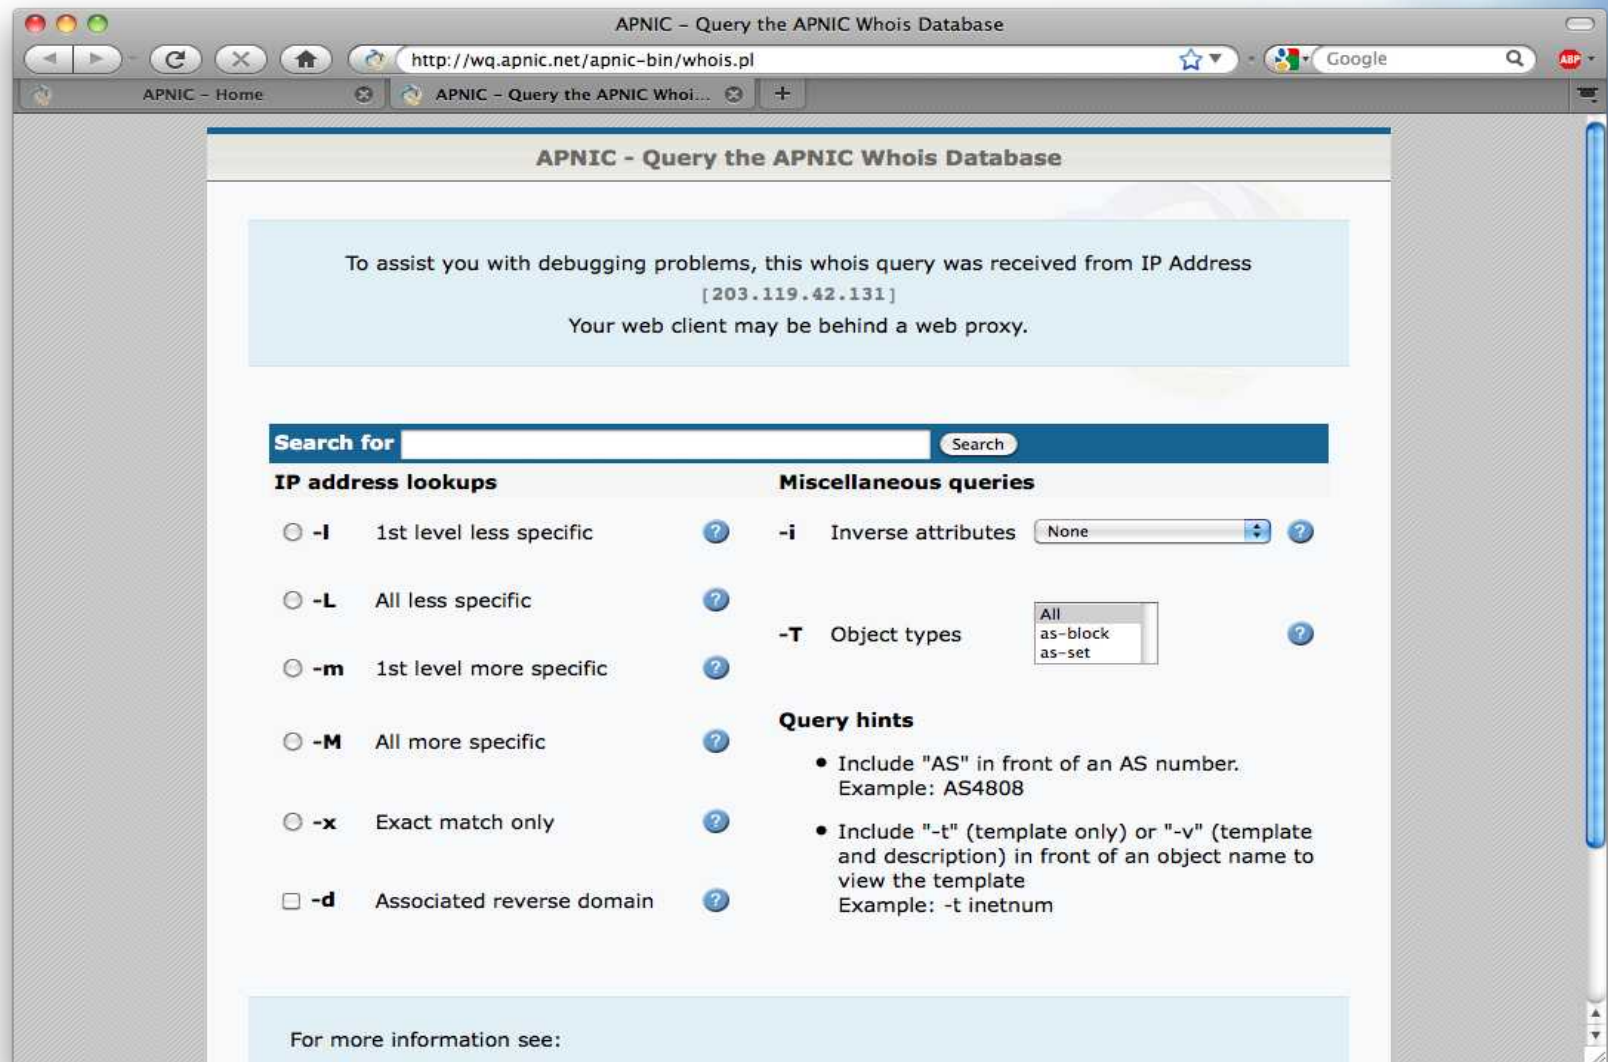 APNIC – Query the APNIC Whois Database
http://wq.apnic.net/apnic-bin/whois.pl
Google
ABP
APNIC – Home
APNIC – Query the APNIC Whoi...
APNIC - Query the APNIC Whois Database
To assist you with debugging problems, this whois query was received from IP Address
[203.119.42.131]
Your web client may be behind a web proxy.
Search for
Search
IP address lookups
-l 1st level less specific
-L All less specific
-m 1st level more specific
-M All more specific
-x Exact match only
-d Associated reverse domain
Miscellaneous queries
-i Inverse attributes None
-T Object types
All
as-block
as-set
Query hints
• Include "AS" in front of an AS number.
Example: AS4808
• Include "-t" (template only) or "-v" (template
and description) in front of an object name to
view the template
Example: -t inetnum
For more information see: